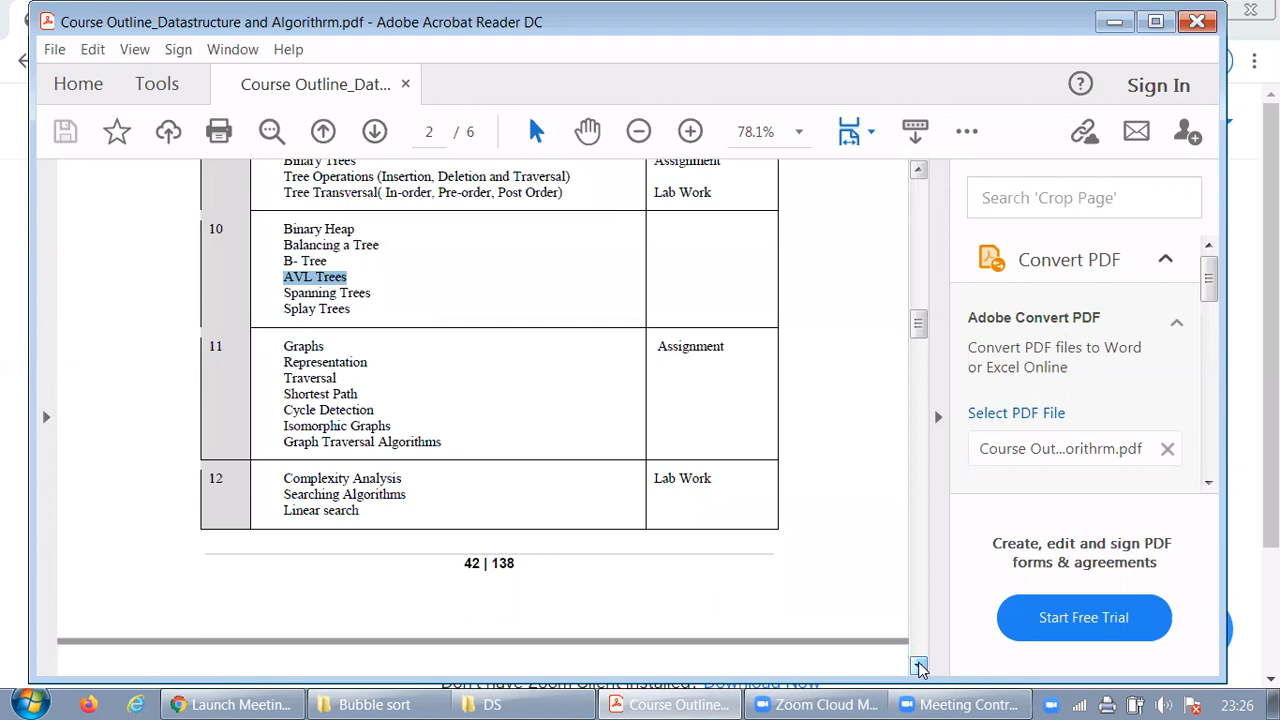 Course Outline_Datastructure and Algorithrm.pdf - Adobe Acrobat Reader DC
File Edit View Sign Window Help
Home Tools Course Outline_Dat... Sign In
2 / 6 78.1%
Binary Trees Assignment
Tree Operations (Insertion, Deletion and Traversal)
Tree Transversal( In-order, Pre-order, Post Order) Lab Work
10 Binary Heap
Balancing a Tree
B- Tree
AVL Trees
Spanning Trees
Splay Trees
11 Graphs Assignment
Representation
Traversal
Shortest Path
Cycle Detection
Isomorphic Graphs
Graph Traversal Algorithms
12 Complexity Analysis Lab Work
Searching Algorithms
Linear search
42 | 138
Search 'Crop Page'
Convert PDF
Adobe Convert PDF
Convert PDF files to Word
or Excel Online
Select PDF File
Course Out...orithrm.pdf
Create, edit and sign PDF
forms & agreements
Start Free Trial
Don't have Zoom Client installed? Download Now
Launch Meetin... Bubble sort DS Course Outline... Zoom Cloud M... Meeting Contr... 23:26